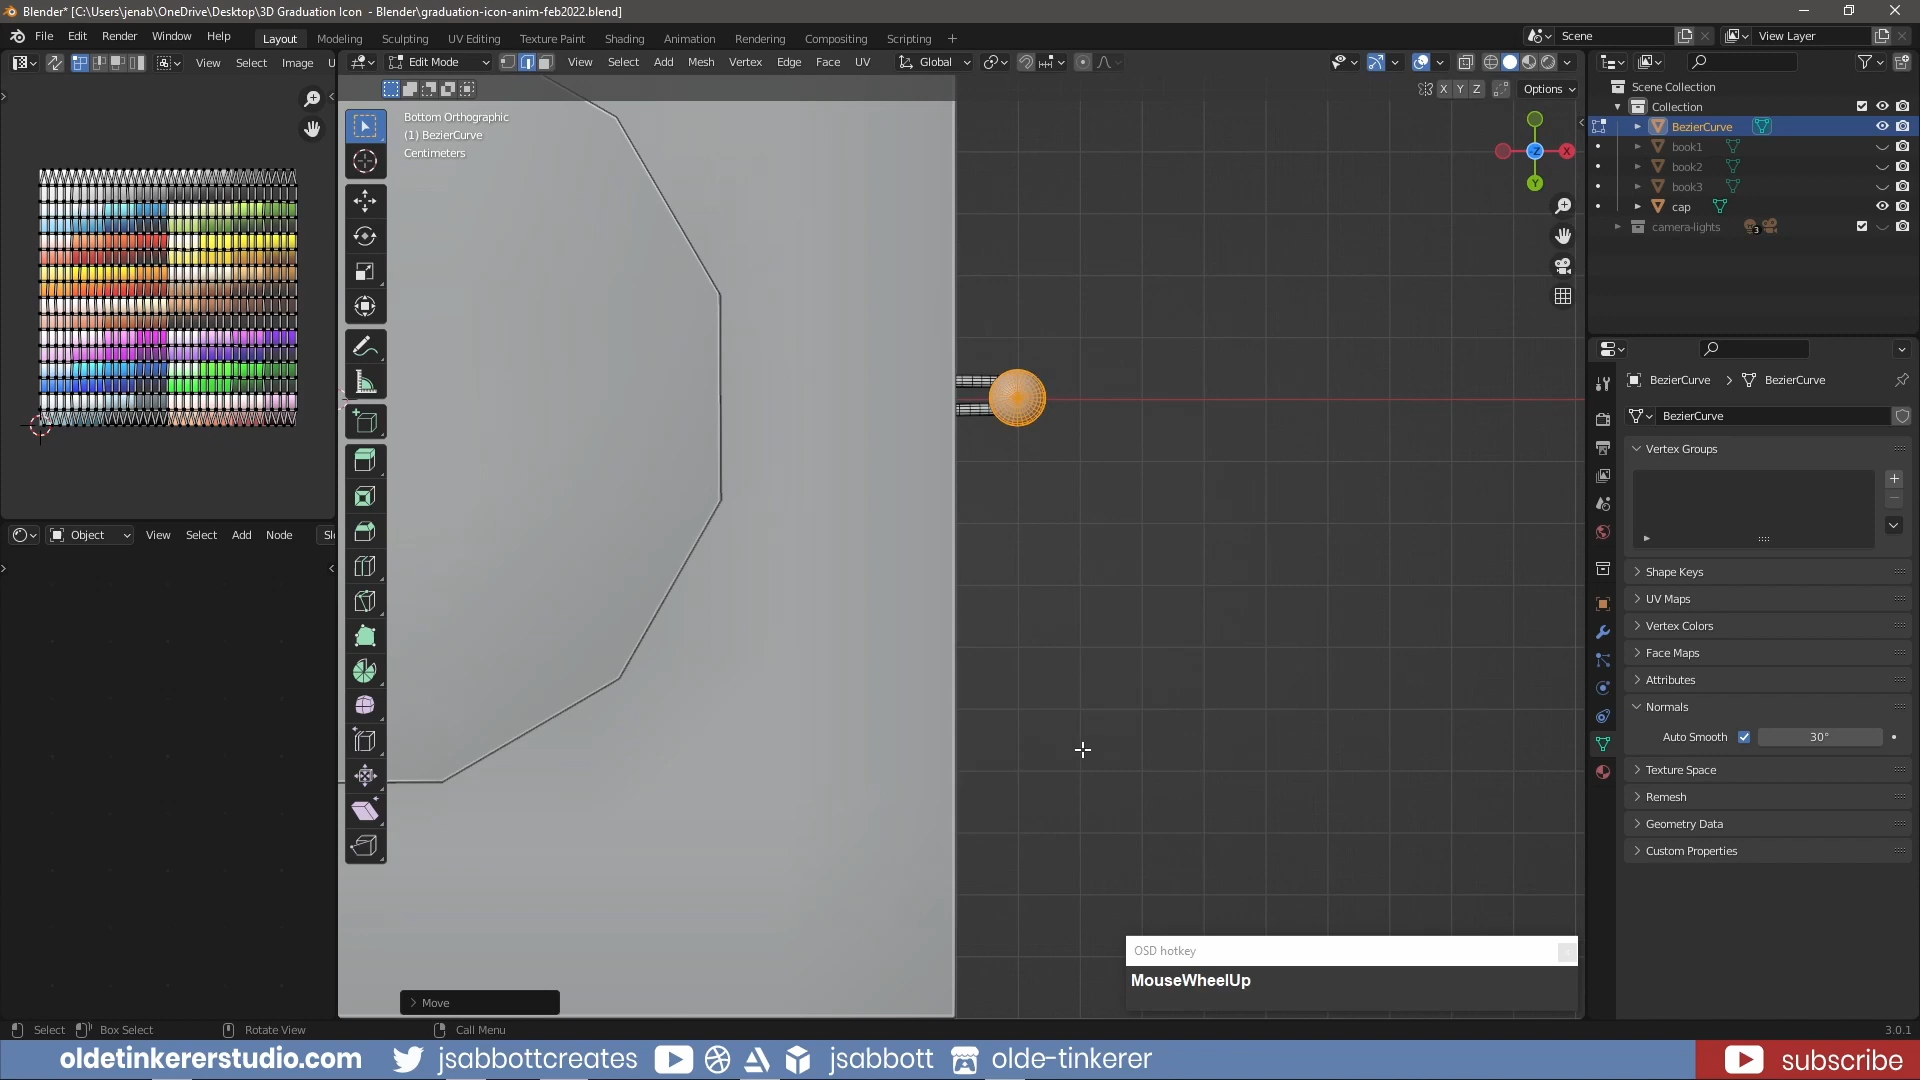 Blender* [C:\Users\jenab\OneDrive\Desktop\3D Graduation Icon  - Blender\graduation-icon-anim-feb2022.blend]
File Edit Render Window Help Layout Modeling Sculpting UV Editing Texture Paint Shading Animation Rendering Compositing Scripting Scene View Layer
View Select Image U Edit Mode View Select Add Mesh Vertex Edge Face UV Global
X Y Z Options
Bottom Orthographic
(1) BezierCurve
Centimeters
X
Z
Y
Scene Collection
Collection
BezierCurve
book1
book2
book3
cap
camera-lights 3
BezierCurve > BezierCurve
BezierCurve
Vertex Groups
Shape Keys
UV Maps
Vertex Colors
Face Maps
Attributes
Normals
Auto Smooth 30°
Texture Space
Remesh
Geometry Data
Custom Properties
Object View Select Add Node Sl
OSD hotkey
MouseWheelUp
Move
Select Box Select Rotate View Call Menu 3.0.1
oldetinkererstudio.com jsabbottcreates jsabbott olde-tinkerer subscribe